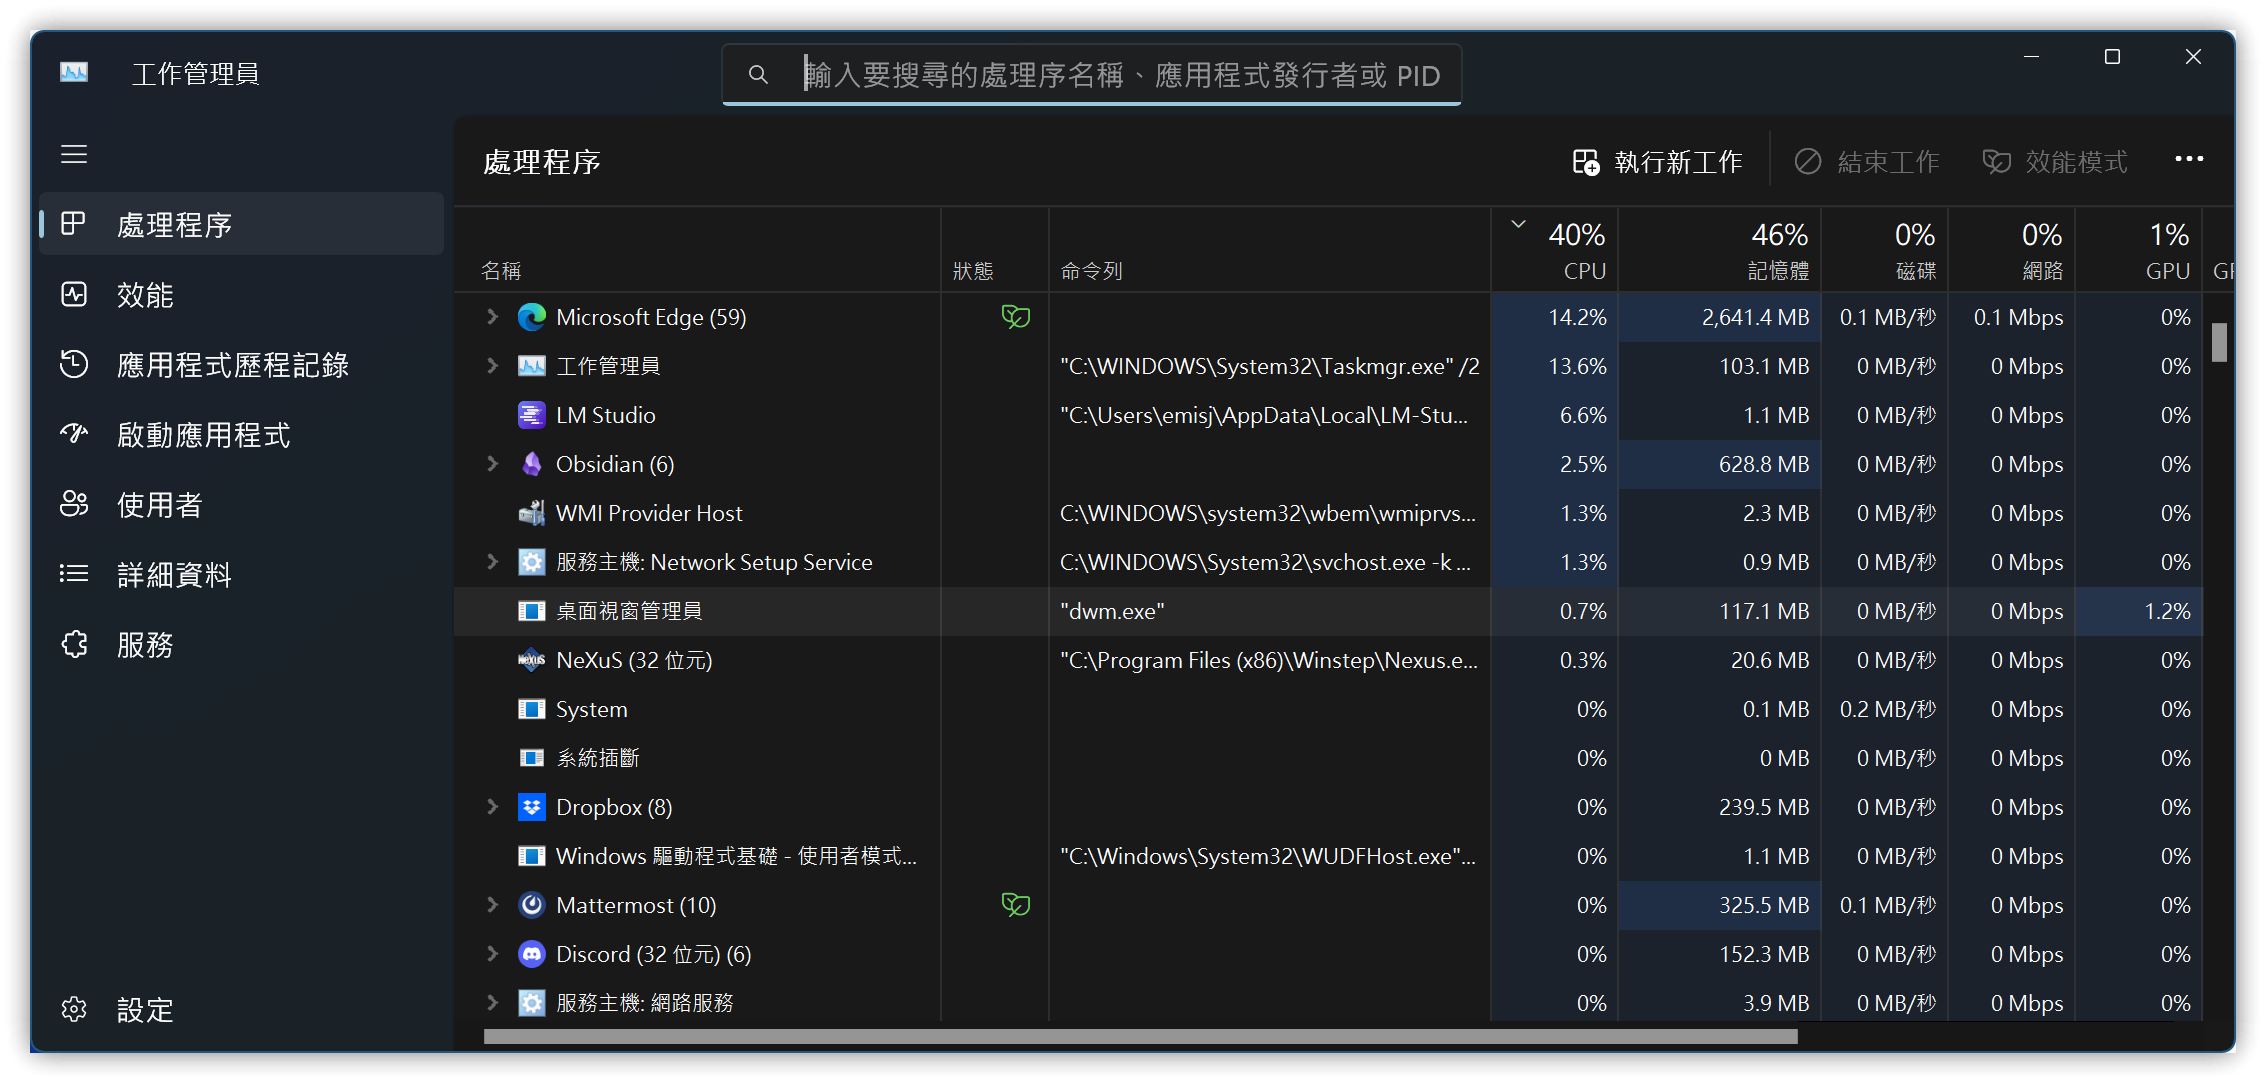 工作管理員
輸入要搜尋的處理序名稱、應用程式發行者或 PID
處理程序
效能
應用程式歷程記錄
啟動應用程式
使用者
詳細資料
服務
設定
處理程序
執行新工作
結束工作
效能模式
40% 46% 0% 0% 1%
名稱 狀態 命令列 CPU 記憶體 磁碟 網路 GPU
Microsoft Edge (59) 14.2% 2,641.4 MB 0.1 MB/秒 0.1 Mbps 0%
工作管理員 "C:\WINDOWS\System32\Taskmgr.exe" /2 13.6% 103.1 MB 0 MB/秒 0 Mbps 0%
LM Studio "C:\Users\emisj\AppData\Local\LM-Stu... 6.6% 1.1 MB 0 MB/秒 0 Mbps 0%
Obsidian (6) 2.5% 628.8 MB 0 MB/秒 0 Mbps 0%
WMI Provider Host C:\WINDOWS\system32\wbem\wmiprvs... 1.3% 2.3 MB 0 MB/秒 0 Mbps 0%
服務主機: Network Setup Service C:\WINDOWS\System32\svchost.exe -k ... 1.3% 0.9 MB 0 MB/秒 0 Mbps 0%
桌面視窗管理員 "dwm.exe" 0.7% 117.1 MB 0 MB/秒 0 Mbps 1.2%
NeXuS (32 位元) "C:\Program Files (x86)\Winstep\Nexus.e... 0.3% 20.6 MB 0 MB/秒 0 Mbps 0%
System 0% 0.1 MB 0.2 MB/秒 0 Mbps 0%
系統插斷 0% 0 MB 0 MB/秒 0 Mbps 0%
Dropbox (8) 0% 239.5 MB 0 MB/秒 0 Mbps 0%
Windows 驅動程式基礎 - 使用者模式... "C:\Windows\System32\WUDFHost.exe"... 0% 1.1 MB 0 MB/秒 0 Mbps 0%
Mattermost (10) 0% 325.5 MB 0.1 MB/秒 0 Mbps 0%
Discord (32 位元) (6) 0% 152.3 MB 0 MB/秒 0 Mbps 0%
服務主機: 網路服務 0% 3.9 MB 0 MB/秒 0 Mbps 0%